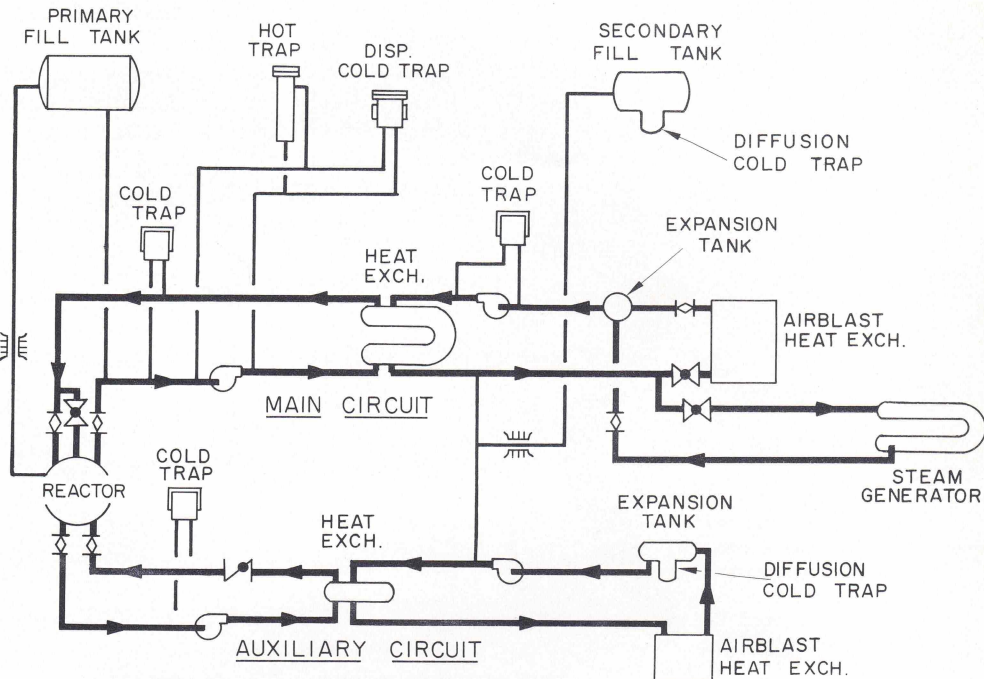 PRIMARY
FILL TANK
HOT
TRAP
DISP.
COLD TRAP
SECONDARY
FILL TANK
DIFFUSION
COLD TRAP
COLD
TRAP
COLD
TRAP
EXPANSION
TANK
HEAT
EXCH.
AIRBLAST
HEAT EXCH.
MAIN CIRCUIT
STEAM
GENERATOR
REACTOR
COLD
TRAP
HEAT
EXCH.
EXPANSION
TANK
DIFFUSION
COLD TRAP
AUXILIARY CIRCUIT
AIRBLAST
HEAT EXCH.